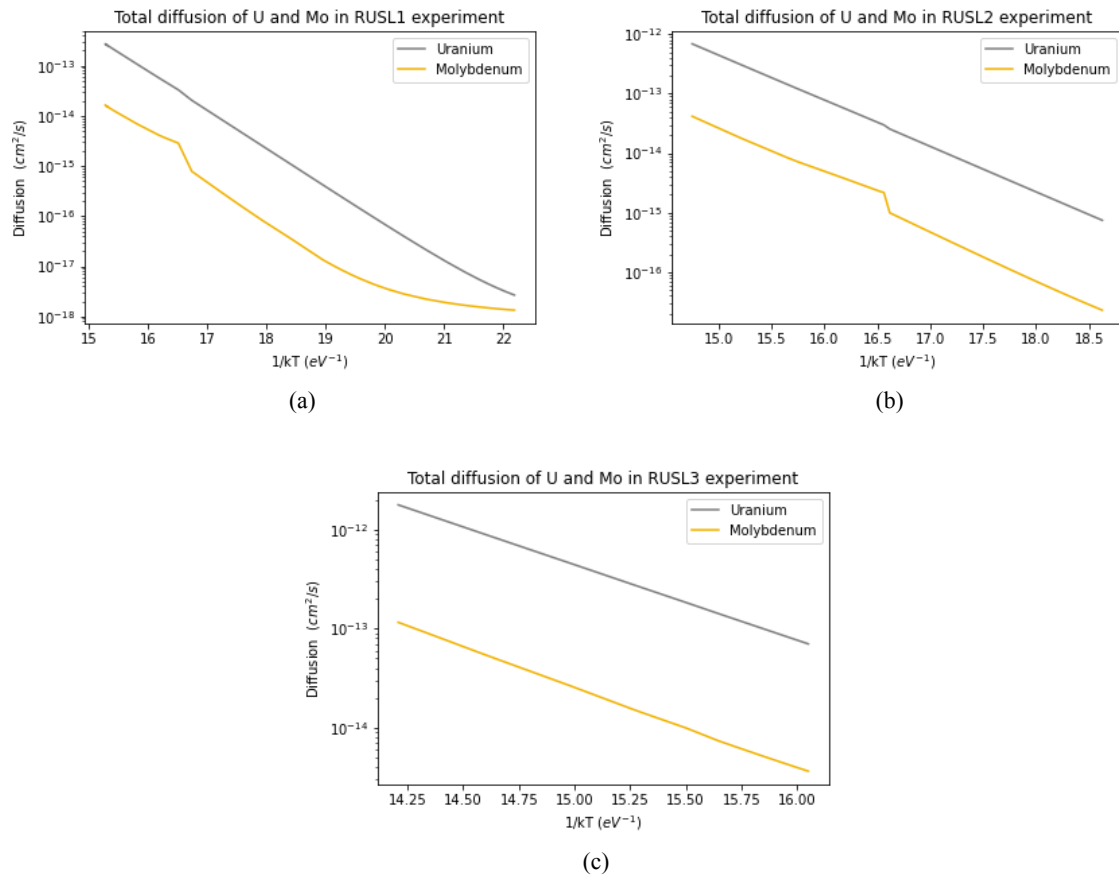 Total diffusion of U and Mo in RUSL1 experiment
Uranium
Molybdenum
Diffusion (cm²/s)
10⁻¹³
10⁻¹⁴
10⁻¹⁵
10⁻¹⁶
10⁻¹⁷
10⁻¹⁸
15 16 17 18 19 20 21 22
1/kT (eV⁻¹)
(a)
Total diffusion of U and Mo in RUSL2 experiment
Uranium
Molybdenum
Diffusion (cm²/s)
10⁻¹²
10⁻¹³
10⁻¹⁴
10⁻¹⁵
10⁻¹⁶
15.0 15.5 16.0 16.5 17.0 17.5 18.0 18.5
1/kT (eV⁻¹)
(b)
Total diffusion of U and Mo in RUSL3 experiment
Uranium
Molybdenum
Diffusion (cm²/s)
10⁻¹²
10⁻¹³
10⁻¹⁴
14.25 14.50 14.75 15.00 15.25 15.50 15.75 16.00
1/kT (eV⁻¹)
(c)